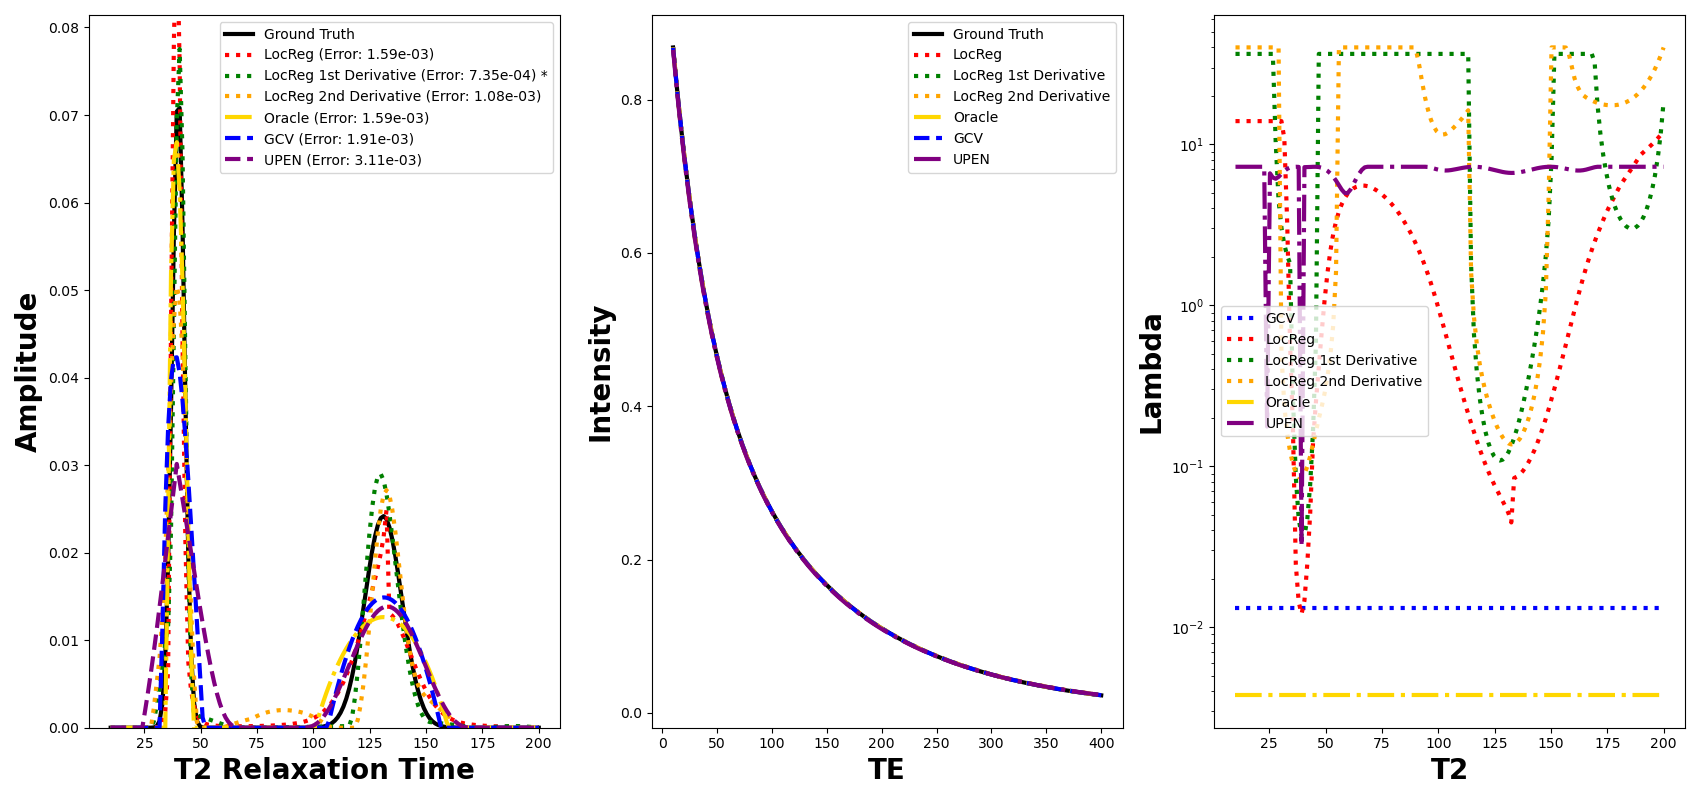 0.08
0.07
0.06
0.05
0.04
0.03
0.02
0.01
0.00
Amplitude
25 50 75 100 125 150 175 200
T2 Relaxation Time
Ground Truth
LocReg (Error: 1.59e-03)
LocReg 1st Derivative (Error: 7.35e-04) *
LocReg 2nd Derivative (Error: 1.08e-03)
Oracle (Error: 1.59e-03)
GCV (Error: 1.91e-03)
UPEN (Error: 3.11e-03)
0.8
0.6
0.4
0.2
0.0
Intensity
0 50 100 150 200 250 300 350 400
TE
Ground Truth
LocReg
LocReg 1st Derivative
LocReg 2nd Derivative
Oracle
GCV
UPEN
10¹
10⁰
10⁻¹
10⁻²
Lambda
25 50 75 100 125 150 175 200
T2
GCV
LocReg
LocReg 1st Derivative
LocReg 2nd Derivative
Oracle
UPEN